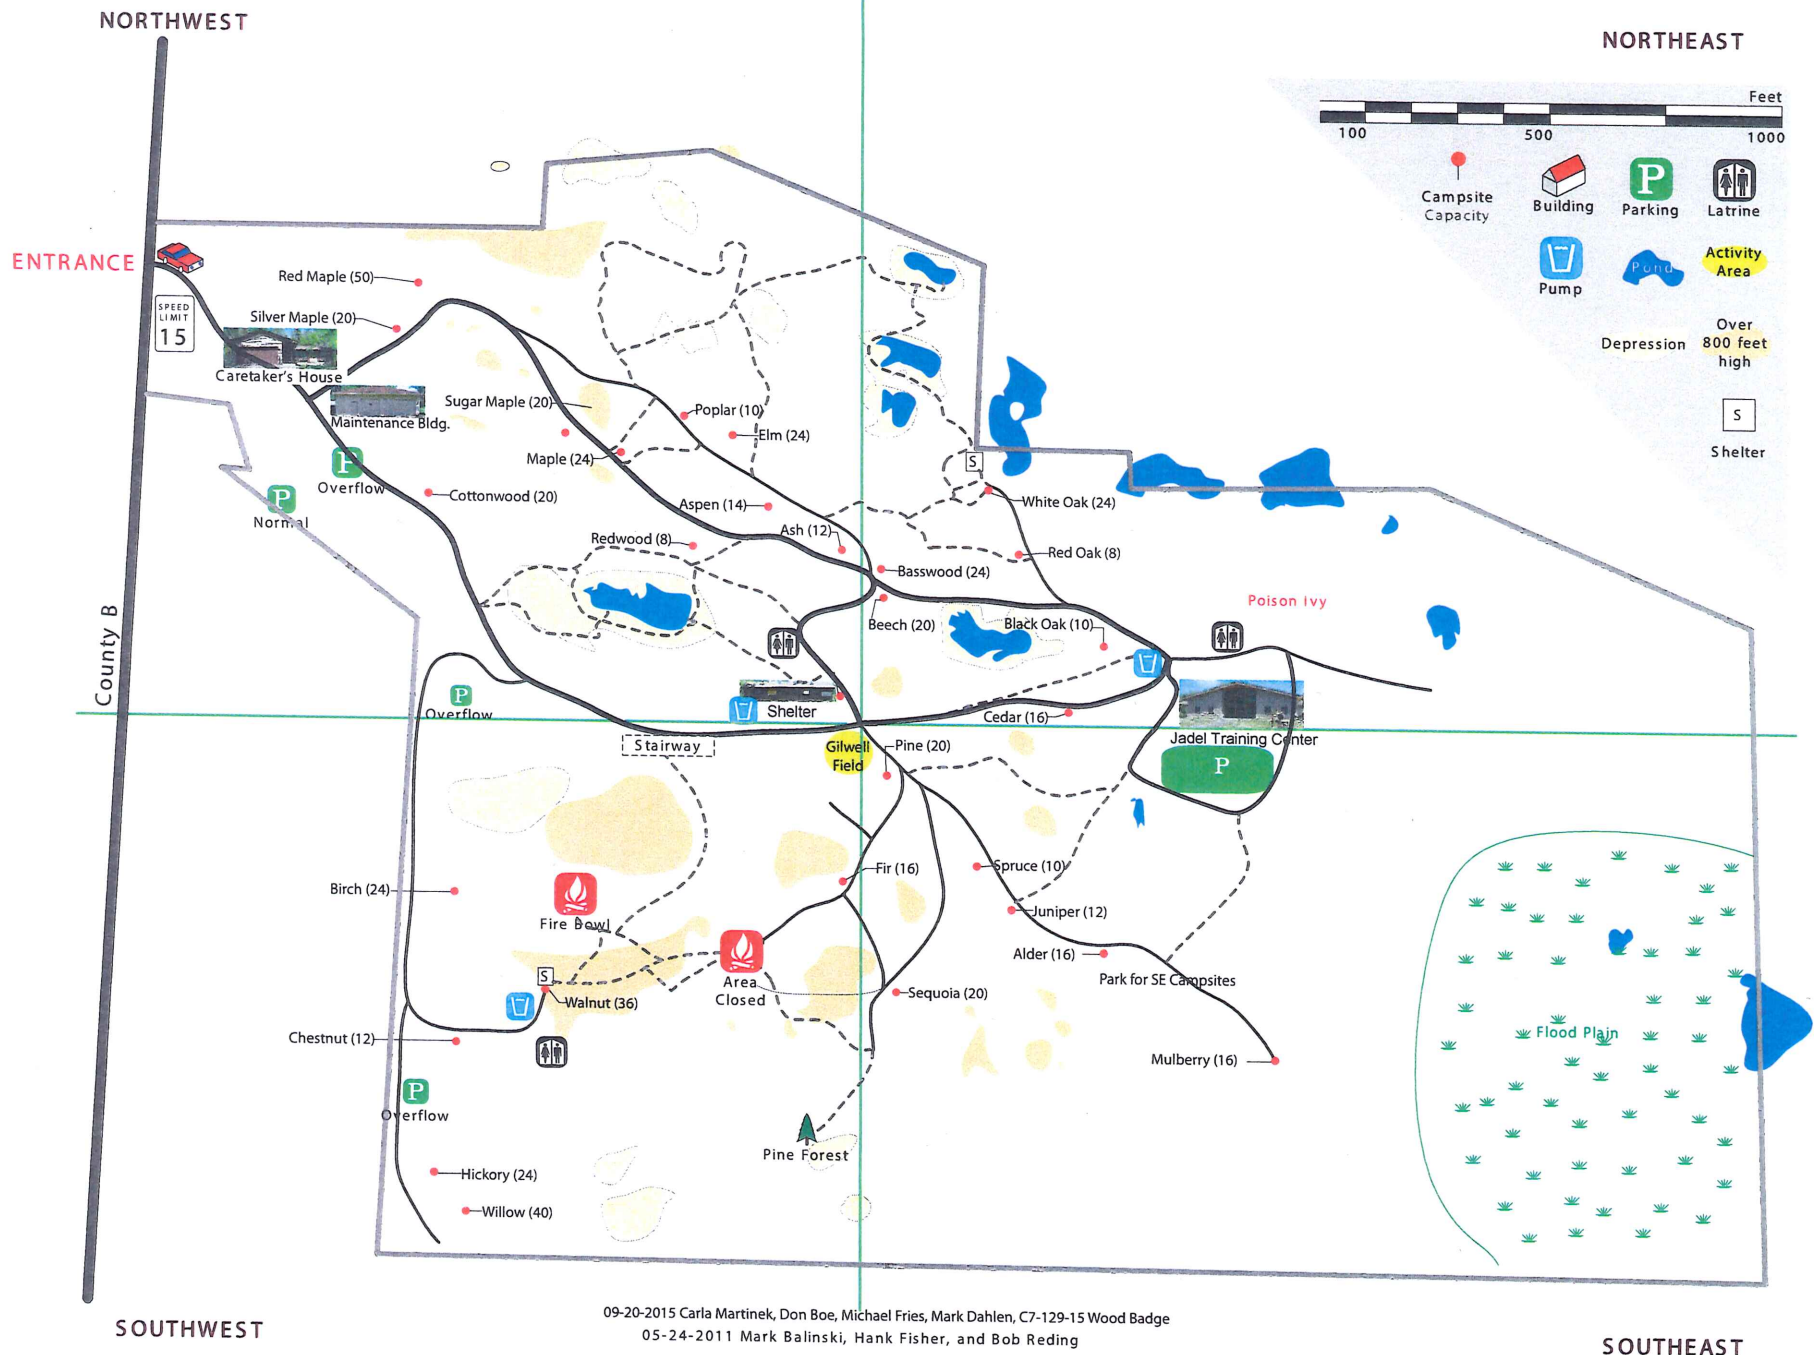 NORTHWEST
NORTHEAST
Feet
100
500
1000
Campsite
Capacity
Building
P
Parking
Latrine
Pump
Pond
Activity
Area
Depression
Over
800 feet
high
S
Shelter
ENTRANCE
SPEED
LIMIT
15
Red Maple (50)
Silver Maple (20)
Caretaker's House
Maintenance Bldg.
Sugar Maple (20)
Poplar (10)
Elm (24)
Maple (24)
P
Overflow
P
Normal
Cottonwood (20)
Aspen (14)
S
White Oak (24)
Ash (12)
Redwood (8)
Red Oak (8)
Basswood (24)
Poison Ivy
Beech (20)
Black Oak (10)
County B
P
Overflow
Shelter
Cedar (16)
Stairway
Gilwell
Field
Pine (20)
Jadel Training Center
P
Fir (16)
Spruce (10)
Birch (24)
Fire Bowl
Juniper (12)
Alder (16)
Park for SE Campsites
Area
Closed
S
Walnut (36)
Sequoia (20)
Chestnut (12)
Flood Plain
Mulberry (16)
P
Overflow
Pine Forest
Hickory (24)
Willow (40)
09-20-2015 Carla Martinek, Don Boe, Michael Fries, Mark Dahlen, C7-129-15 Wood Badge
05-24-2011 Mark Balinski, Hank Fisher, and Bob Reding
SOUTHWEST
SOUTHEAST